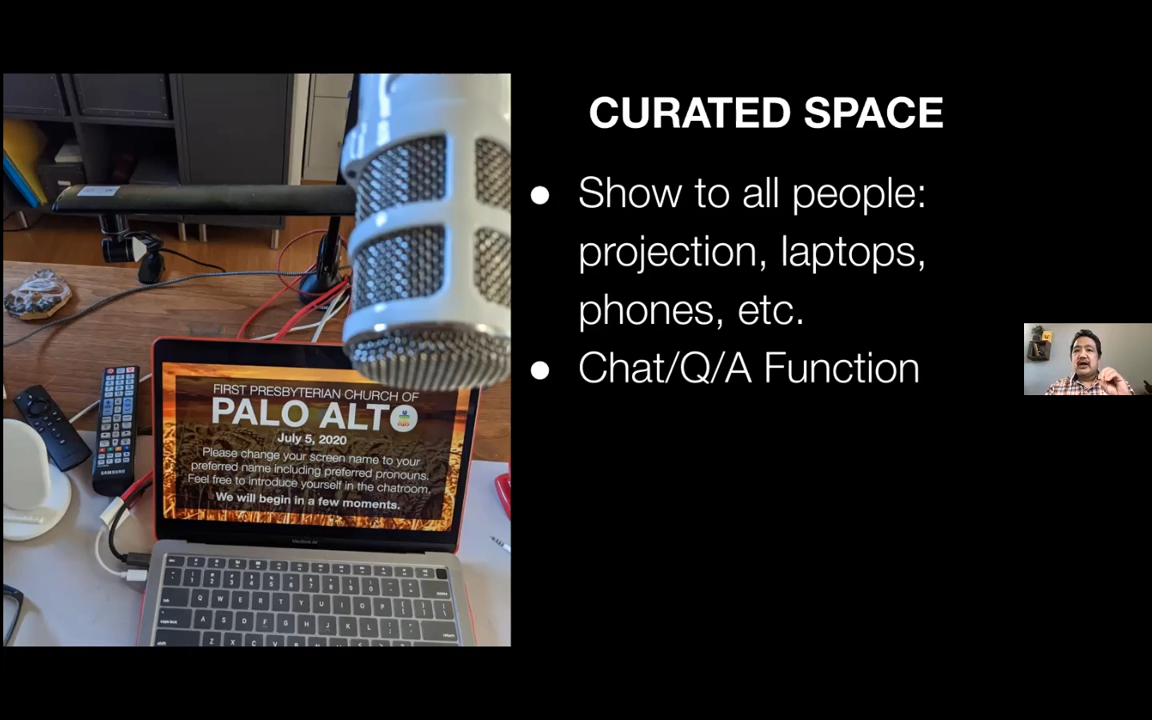 CURATED SPACE
● Show to all people:
projection, laptops,
phones, etc.
● Chat/Q/A Function
FIRST PRESBYTERIAN CHURCH OF
PALO ALTO
July 5, 2020
Please change your screen name to your
preferred name including preferred pronouns.
Feel free to introduce yourself in the chatroom.
We will begin in a few moments.
SAMSUNG
MacBook Air
Q W E R T Y U I O P
A S D F G H J K L
Z X C V B N M